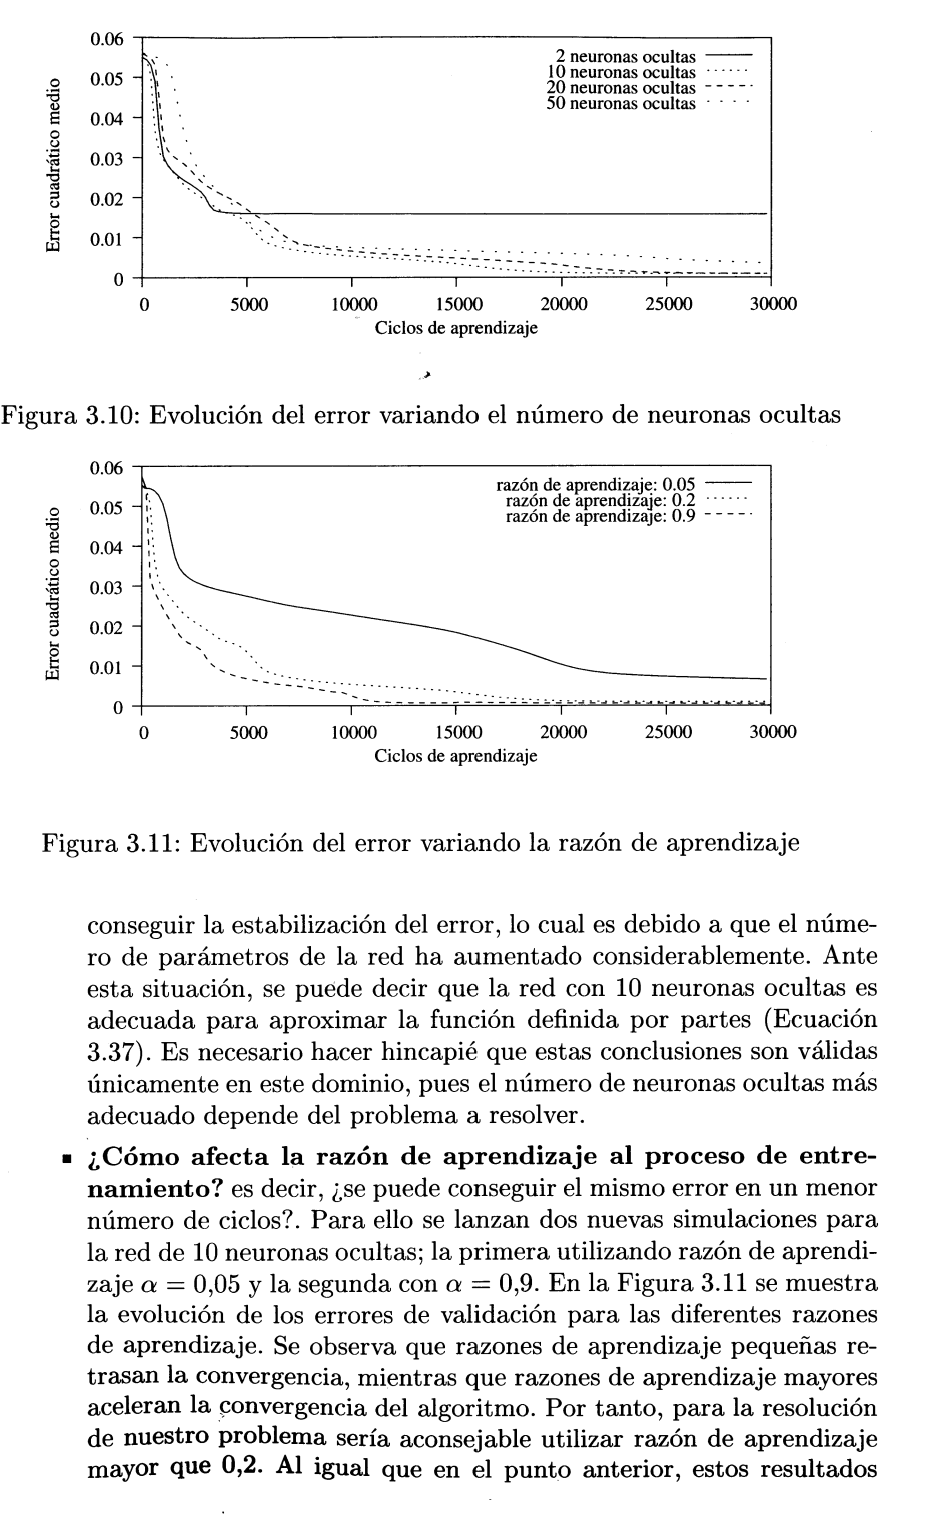 0.06
0.05
0.04
0.03
0.02
0.01
0
Error cuadrático medio
2 neuronas ocultas
10 neuronas ocultas
20 neuronas ocultas
50 neuronas ocultas
0 5000 10000 15000 20000 25000 30000
Ciclos de aprendizaje
Figura 3.10: Evolución del error variando el número de neuronas ocultas
0.06
0.05
0.04
0.03
0.02
0.01
0
Error cuadrático medio
razón de aprendizaje: 0.05
razón de aprendizaje: 0.2
razón de aprendizaje: 0.9
0 5000 10000 15000 20000 25000 30000
Ciclos de aprendizaje
Figura 3.11: Evolución del error variando la razón de aprendizaje
conseguir la estabilización del error, lo cual es debido a que el núme-
ro de parámetros de la red ha aumentado considerablemente. Ante
esta situación, se puede decir que la red con 10 neuronas ocultas es
adecuada para aproximar la función definida por partes (Ecuación
3.37). Es necesario hacer hincapié que estas conclusiones son válidas
únicamente en este dominio, pues el número de neuronas ocultas más
adecuado depende del problema a resolver.
▪ ¿Cómo afecta la razón de aprendizaje al proceso de entre-
namiento? es decir, ¿se puede conseguir el mismo error en un menor
número de ciclos?. Para ello se lanzan dos nuevas simulaciones para
la red de 10 neuronas ocultas; la primera utilizando razón de aprendi-
zaje α = 0,05 y la segunda con α = 0,9. En la Figura 3.11 se muestra
la evolución de los errores de validación para las diferentes razones
de aprendizaje. Se observa que razones de aprendizaje pequeñas re-
trasan la convergencia, mientras que razones de aprendizaje mayores
aceleran la convergencia del algoritmo. Por tanto, para la resolución
de nuestro problema sería aconsejable utilizar razón de aprendizaje
mayor que 0,2. Al igual que en el punto anterior, estos resultados